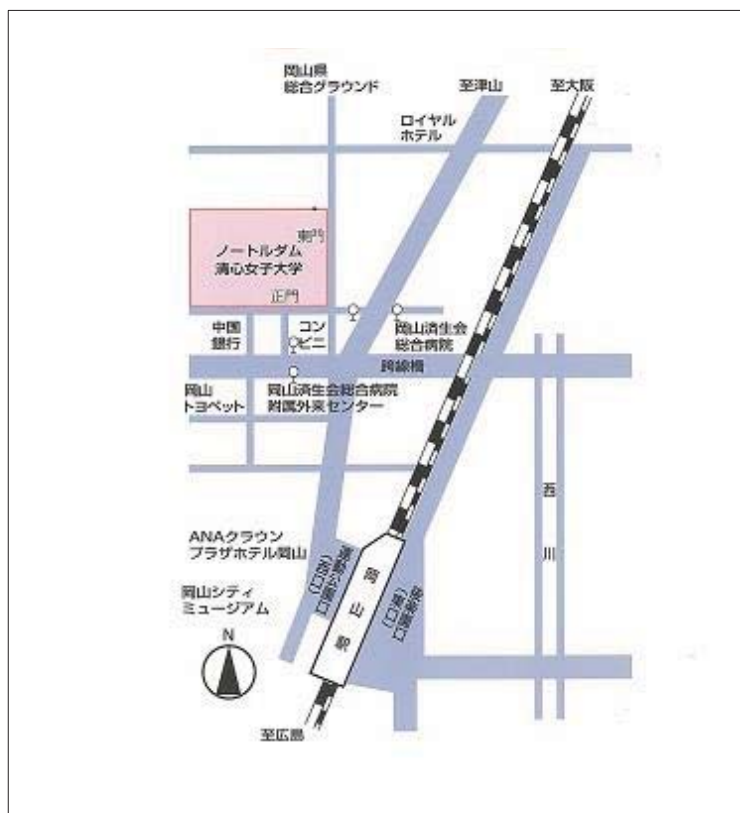 岡山県
総合グラウンド
至津山
至大阪
ロイヤル
ホテル
東門
ノートルダム
清心女子大学
正門
中国
銀行
コン
ビニ
岡山済生会
総合病院
跨線橋
岡山
トヨペット
岡山済生会総合病院
附属外来センター
西川
ANAクラウン
プラザホテル岡山
運動公園口
(西口)
岡山駅
後楽園口
(東口)
岡山シティ
ミュージアム
N
至広島